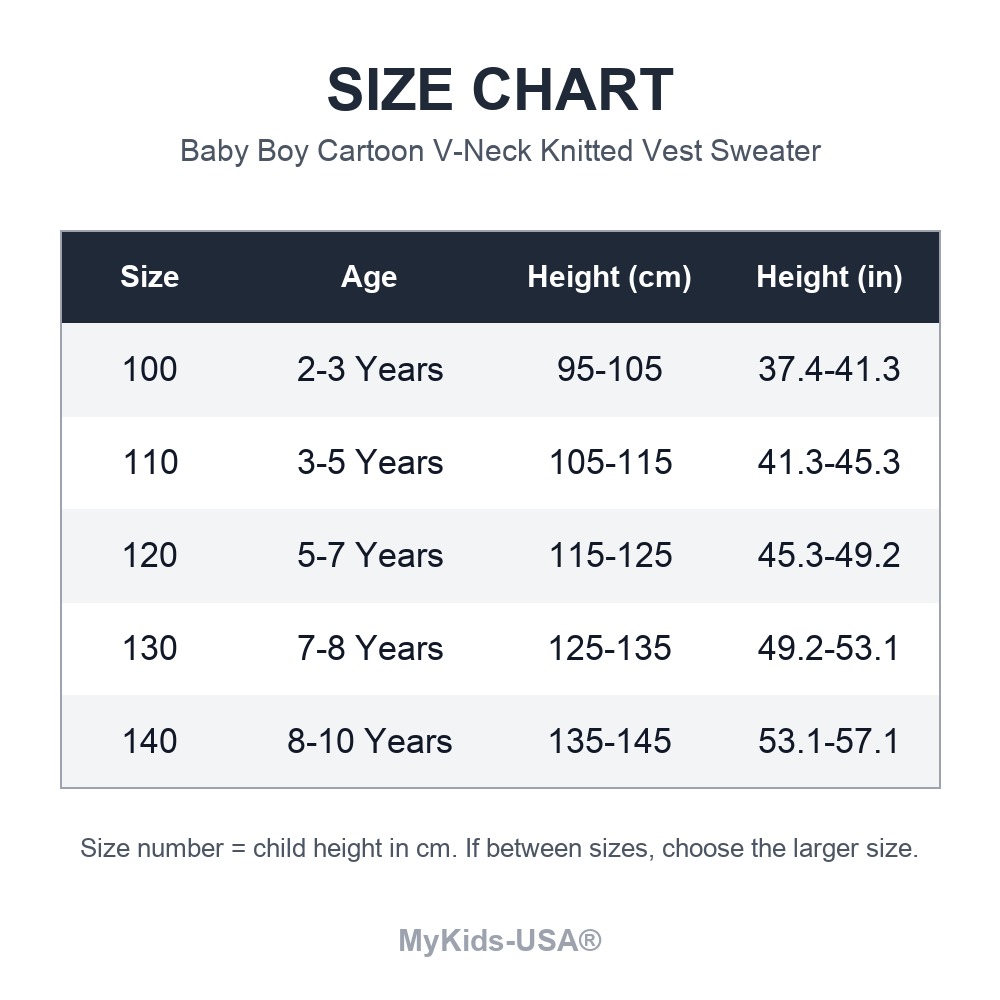 SIZE CHART
Baby Boy Cartoon V-Neck Knitted Vest Sweater
Size Age Height (cm) Height (in)
100 2-3 Years 95-105 37.4-41.3
110 3-5 Years 105-115 41.3-45.3
120 5-7 Years 115-125 45.3-49.2
130 7-8 Years 125-135 49.2-53.1
140 8-10 Years 135-145 53.1-57.1
Size number = child height in cm. If between sizes, choose the larger size.
MyKids-USA®